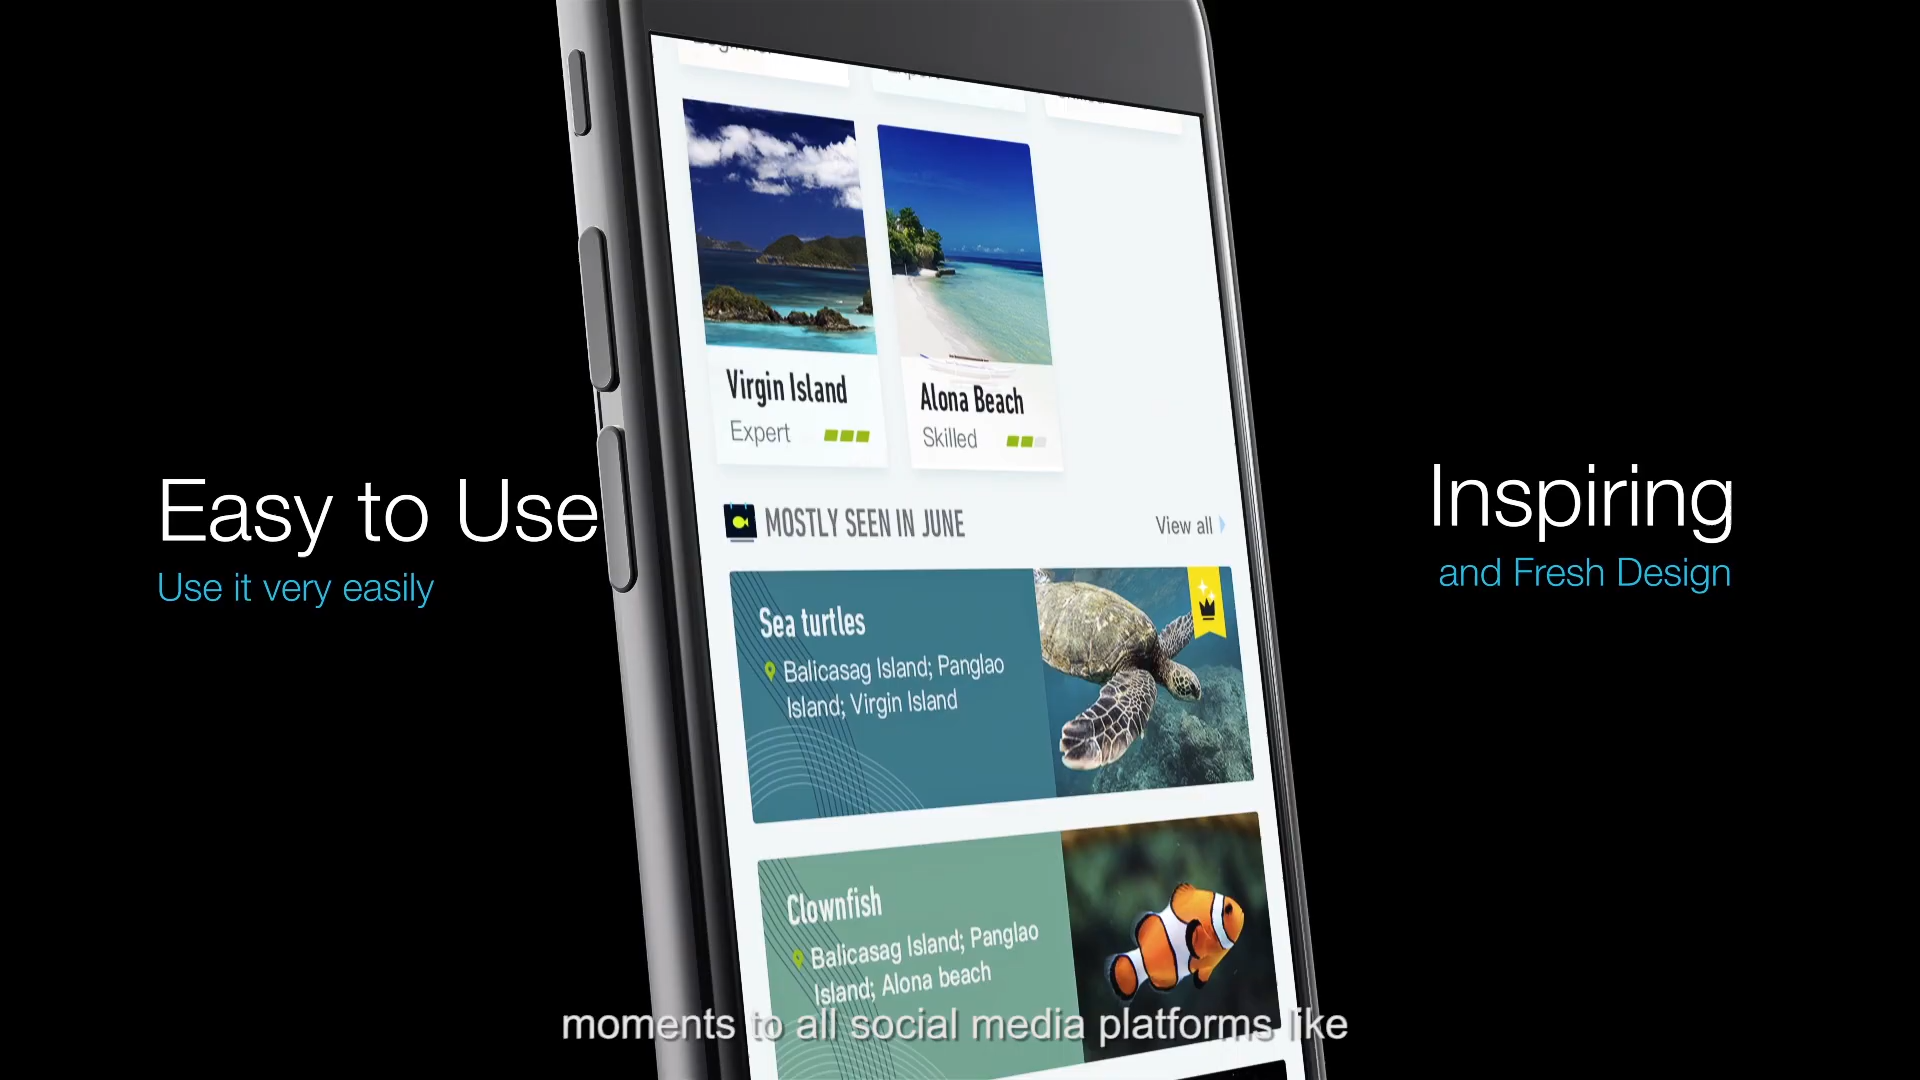 Virgin Island
Expert
Alona Beach
Skilled
Easy to Use
Use it very easily
Inspiring
and Fresh Design
MOSTLY SEEN IN JUNE
View all
Sea turtles
Balicasag Island; Panglao
Island; Virgin Island
Clownfish
Balicasag Island; Panglao
Island; Alona beach
moments to all social media platforms like